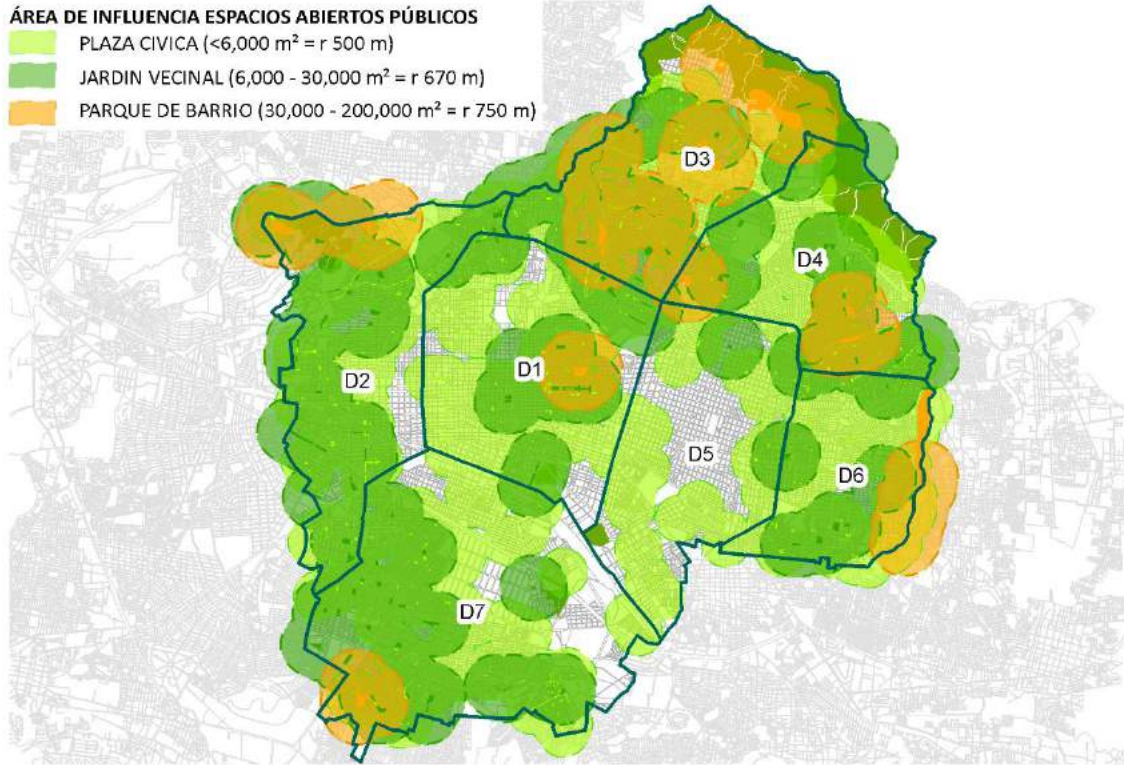 ÁREA DE INFLUENCIA ESPACIOS ABIERTOS PÚBLICOS
PLAZA CIVICA (<6,000 m² = r 500 m)
JARDIN VECINAL (6,000 - 30,000 m² = r 670 m)
PARQUE DE BARRIO (30,000 - 200,000 m² = r 750 m)
D3
D4
D1
D2
D5
D6
D7